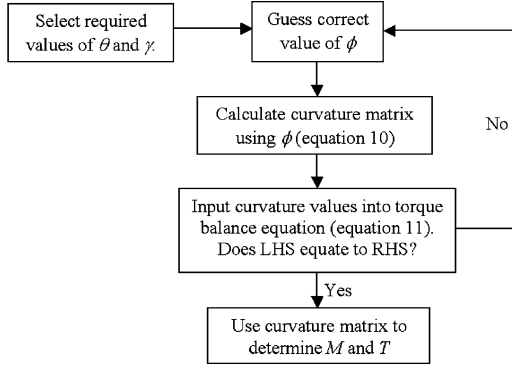 Select required
values of θ and γ.
Guess correct
value of ϕ
Calculate curvature matrix
using ϕ (equation 10)
No
Input curvature values into torque
balance equation (equation 11).
Does LHS equate to RHS?
Yes
Use curvature matrix to
determine M and T